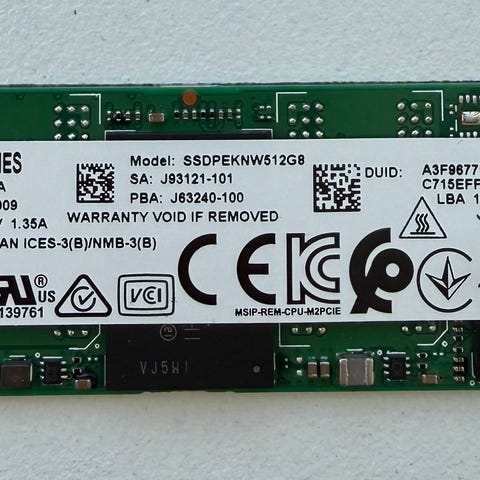 Model: SSDPEKNW512G8
SA: J93121-101
PBA: J63240-100
WARRANTY VOID IF REMOVED
DUID:
A3F9677
C715EFF
LBA 1
009
1.35A
AN ICES-3(B)/NMB-3(B)
US
139761
VCI
CE
MSIP-REM-CPU-M2PCIE
VJ5W1